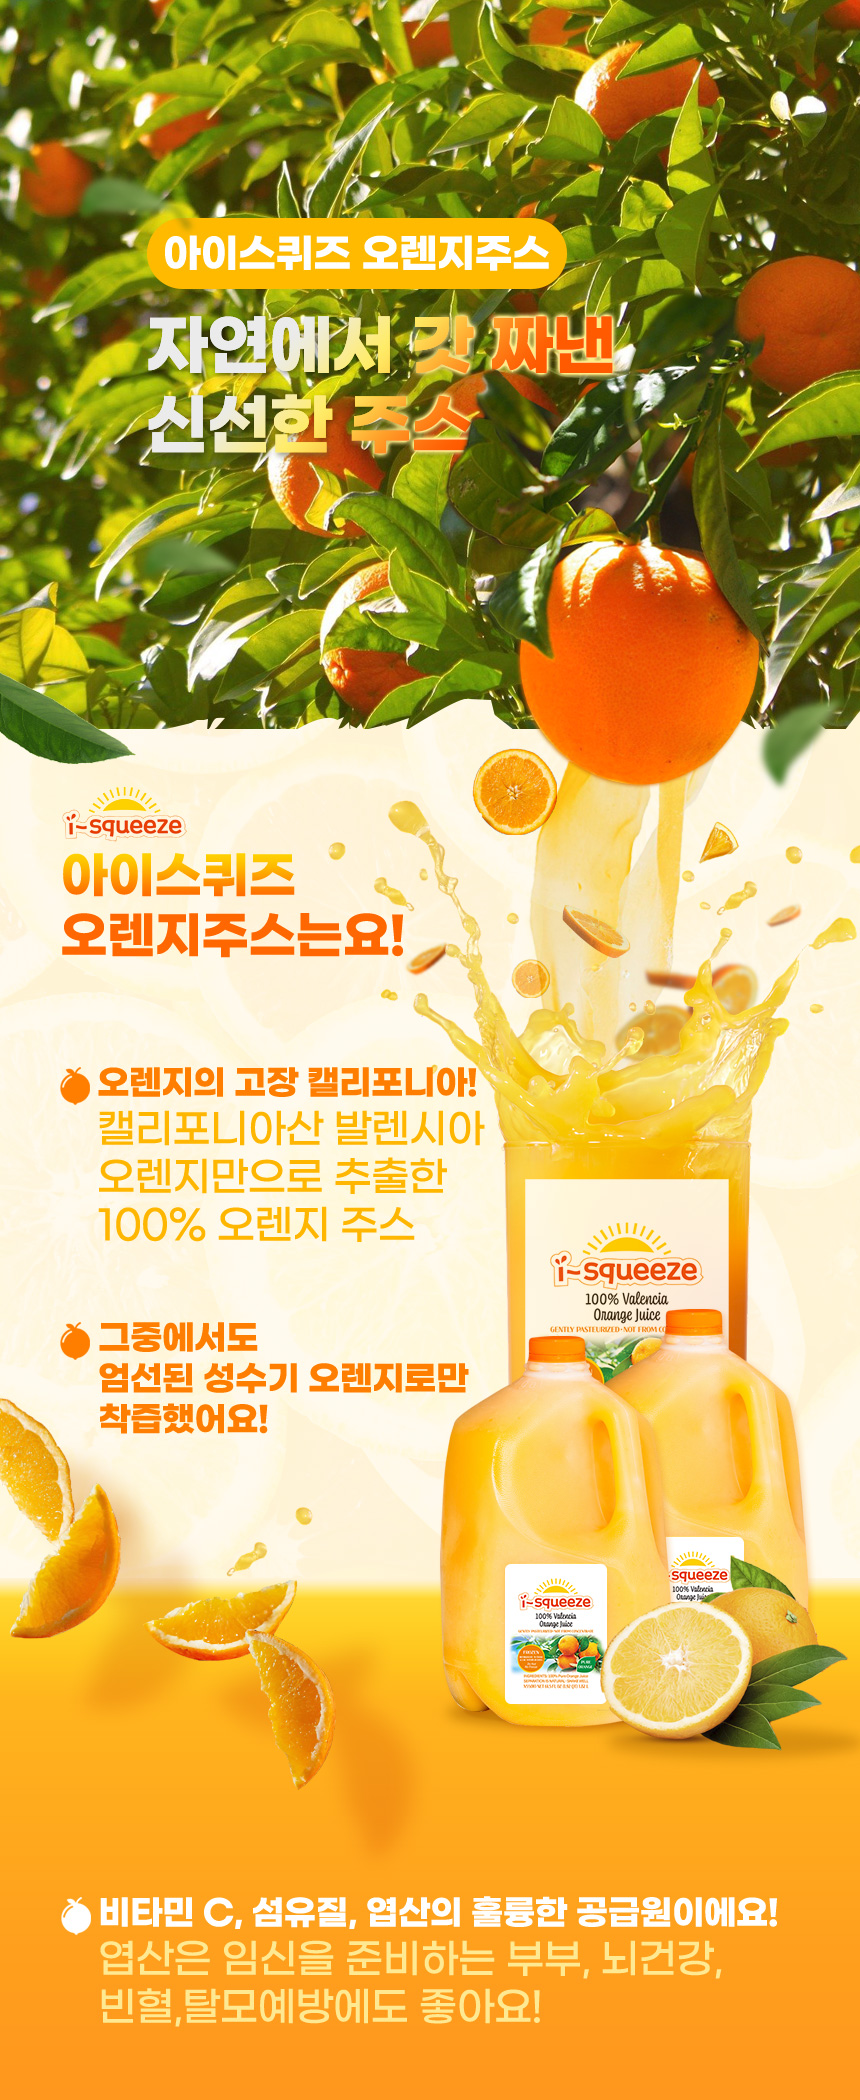 아이스퀴즈 오렌지주스
자연에서 갓 짜낸
신선한 주스
i~squeeze
아이스퀴즈
오렌지주스는요!
오렌지의 고장 캘리포니아!
캘리포니아산 발렌시아
오렌지만으로 추출한
100% 오렌지 주스
i~squeeze
100% Valencia
Orange Juice
GENTLY PASTEURIZED · NOT FROM CO
그중에서도
엄선된 성수기 오렌지로만
착즙했어요!
i~squeeze
100% Valencia
Orange Juice
squeeze
100% Valencia
Orange Juice
비타민 C, 섬유질, 엽산의 훌륭한 공급원이에요!
엽산은 임신을 준비하는 부부, 뇌건강,
빈혈,탈모예방에도 좋아요!